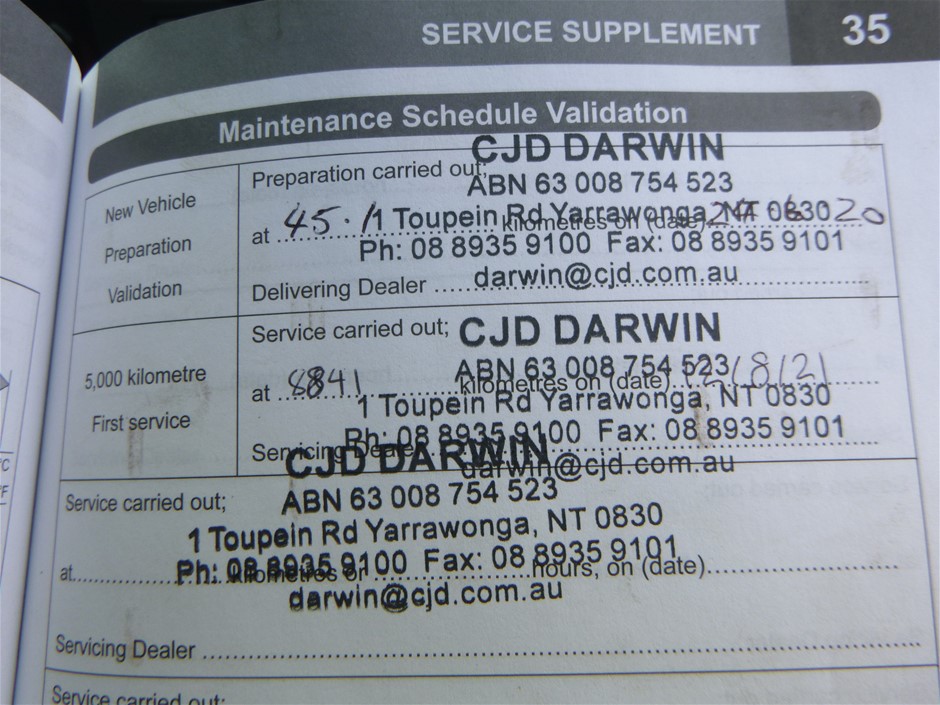 SERVICE SUPPLEMENT 35
Maintenance Schedule Validation
New Vehicle
Preparation
Validation
Preparation carried out;
CJD DARWIN
ABN 63 008 754 523
at 45.
kilometres on (date) 20
1 Toupein Rd Yarrawonga, NT 0830
Ph: 08 8935 9100 Fax: 08 8935 9101
Delivering Dealer
darwin@cjd.com.au
5,000 kilometre
First service
Service carried out;
CJD DARWIN
ABN 63 008 754 523
at 8841 kilometres on (date)
1 Toupein Rd Yarrawonga, NT 0830
Ph: 08 8935 9100 Fax: 08 8935 9101
Servicing Dealer
darwin@cjd.com.au
Service carried out;
CJD DARWIN
ABN 63 008 754 523
1 Toupein Rd Yarrawonga, NT 0830
Ph: 08 8935 9100 Fax: 08 8935 9101
at kilometres or hours, on (date)
darwin@cjd.com.au
Servicing Dealer
Service carried out;